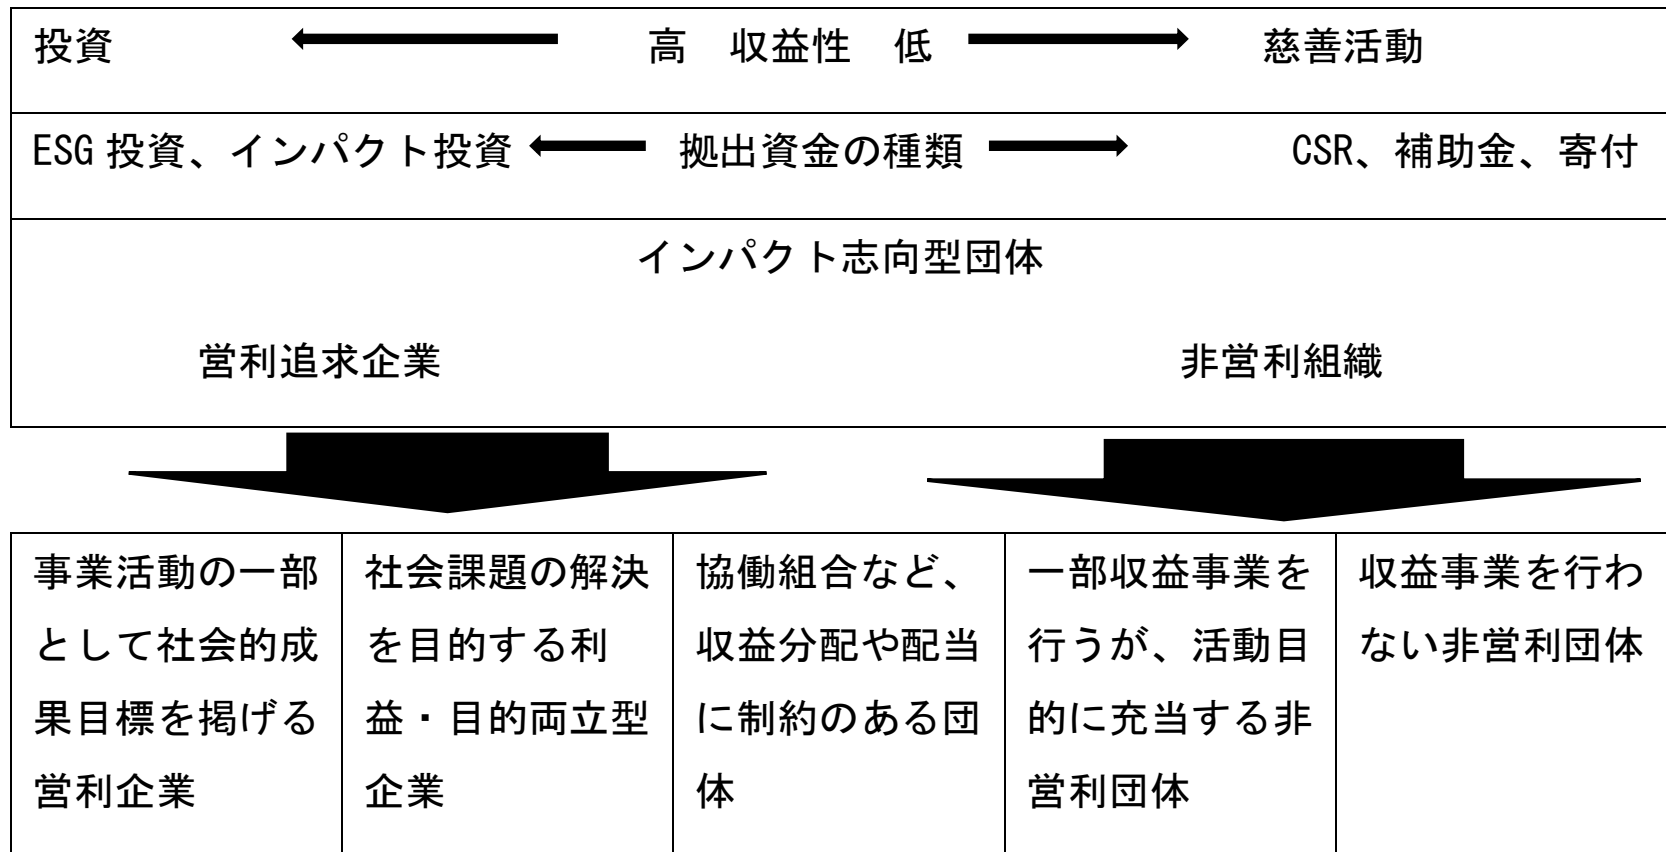 投資 高 収益性 低 慈善活動
ESG 投資、インパクト投資 拠出資金の種類 CSR、補助金、寄付
インパクト志向型団体
営利追求企業 非営利組織
事業活動の一部
として社会的成
果目標を掲げる
営利企業
社会課題の解決
を目的する利
益・目的両立型
企業
協働組合など、
収益分配や配当
に制約のある団
体
一部収益事業を
行うが、活動目
的に充当する非
営利団体
収益事業を行わ
ない非営利団体